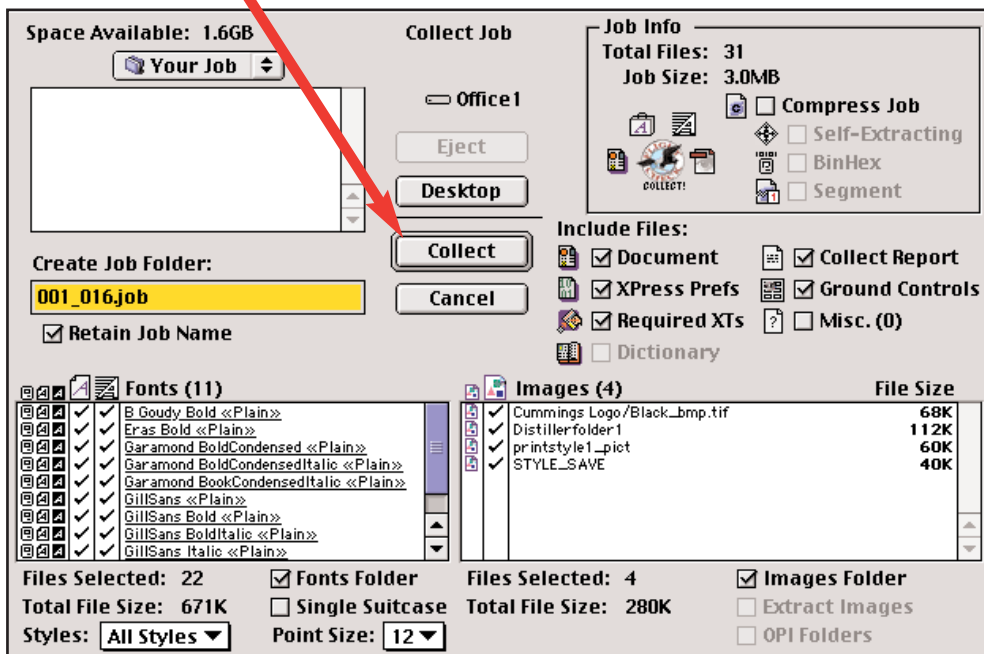 Space Available: 1.6GB
Your Job
Create Job Folder:
001_016.job
Retain Job Name
Collect Job
Office1
Eject
Desktop
Collect
Cancel
Job Info
Total Files: 31
Job Size: 3.0MB
COLLECT!
Compress Job
Self-Extracting
BinHex
Segment
Include Files:
Document
Collect Report
XPress Prefs
Ground Controls
Required XTs
Misc. (0)
Dictionary
Fonts (11)
B Goudy Bold «Plain»
Eras Bold «Plain»
Garamond BoldCondensed «Plain»
Garamond BoldCondensedItalic «Plain»
Garamond BookCondensedItalic «Plain»
GillSans «Plain»
GillSans Bold «Plain»
GillSans BoldItalic «Plain»
GillSans Italic «Plain»
Images (4) File Size
Cummings Logo/Black_bmp.tif 68K
Distillerfolder1 112K
printstyle1_pict 60K
STYLE_SAVE 40K
Files Selected: 22
Fonts Folder
Total File Size: 671K
Single Suitcase
Styles: All Styles
Point Size: 12
Files Selected: 4
Images Folder
Total File Size: 280K
Extract Images
OPI Folders